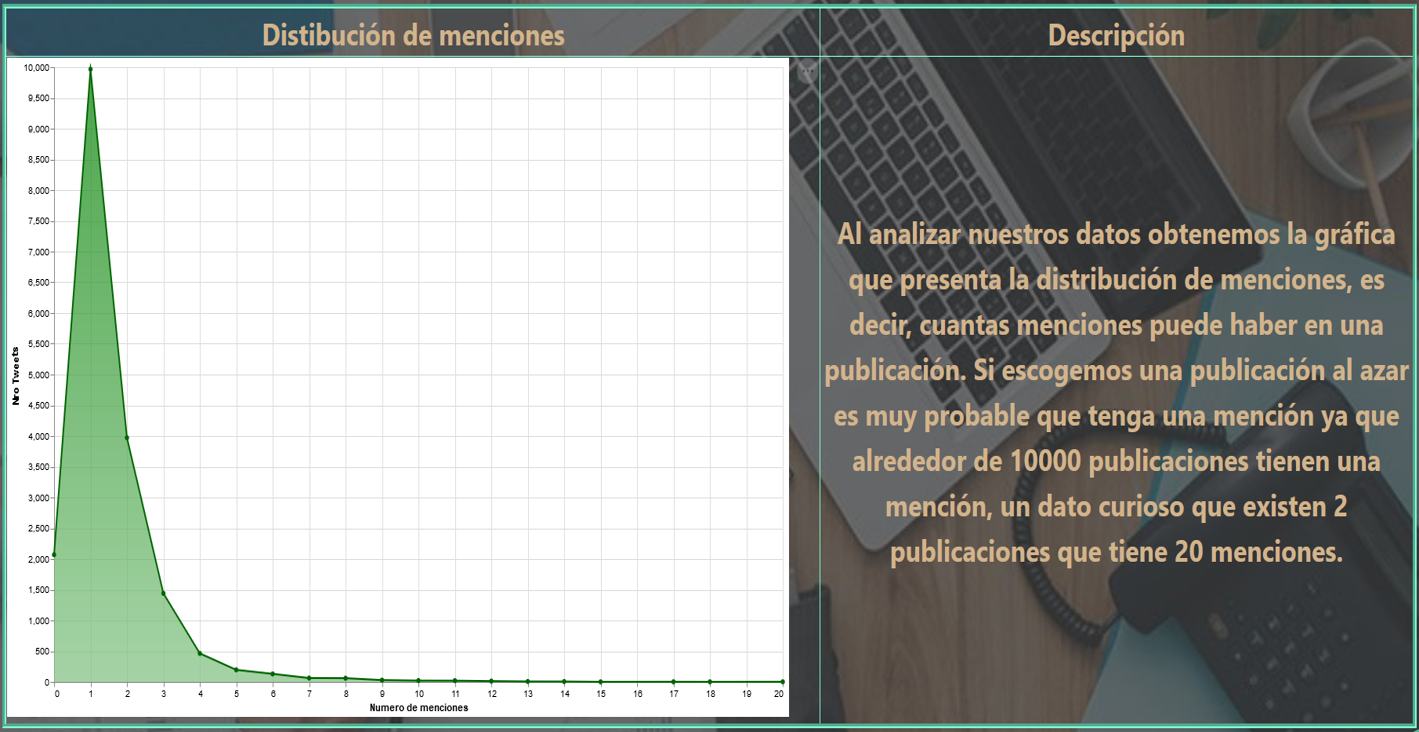 Distibución de menciones
Descripción
10,000
9,500
9,000
8,500
8,000
7,500
7,000
6,500
6,000
5,500
5,000
4,500
4,000
3,500
3,000
2,500
2,000
1,500
1,000
500
0
Nro Tweets
0 1 2 3 4 5 6 7 8 9 10 11 12 13 14 15 16 17 18 19 20
Numero de menciones
Al analizar nuestros datos obtenemos la gráfica
que presenta la distribución de menciones, es
decir, cuantas menciones puede haber en una
publicación. Si escogemos una publicación al azar
es muy probable que tenga una mención ya que
alrededor de 10000 publicaciones tienen una
mención, un dato curioso que existen 2
publicaciones que tiene 20 menciones.